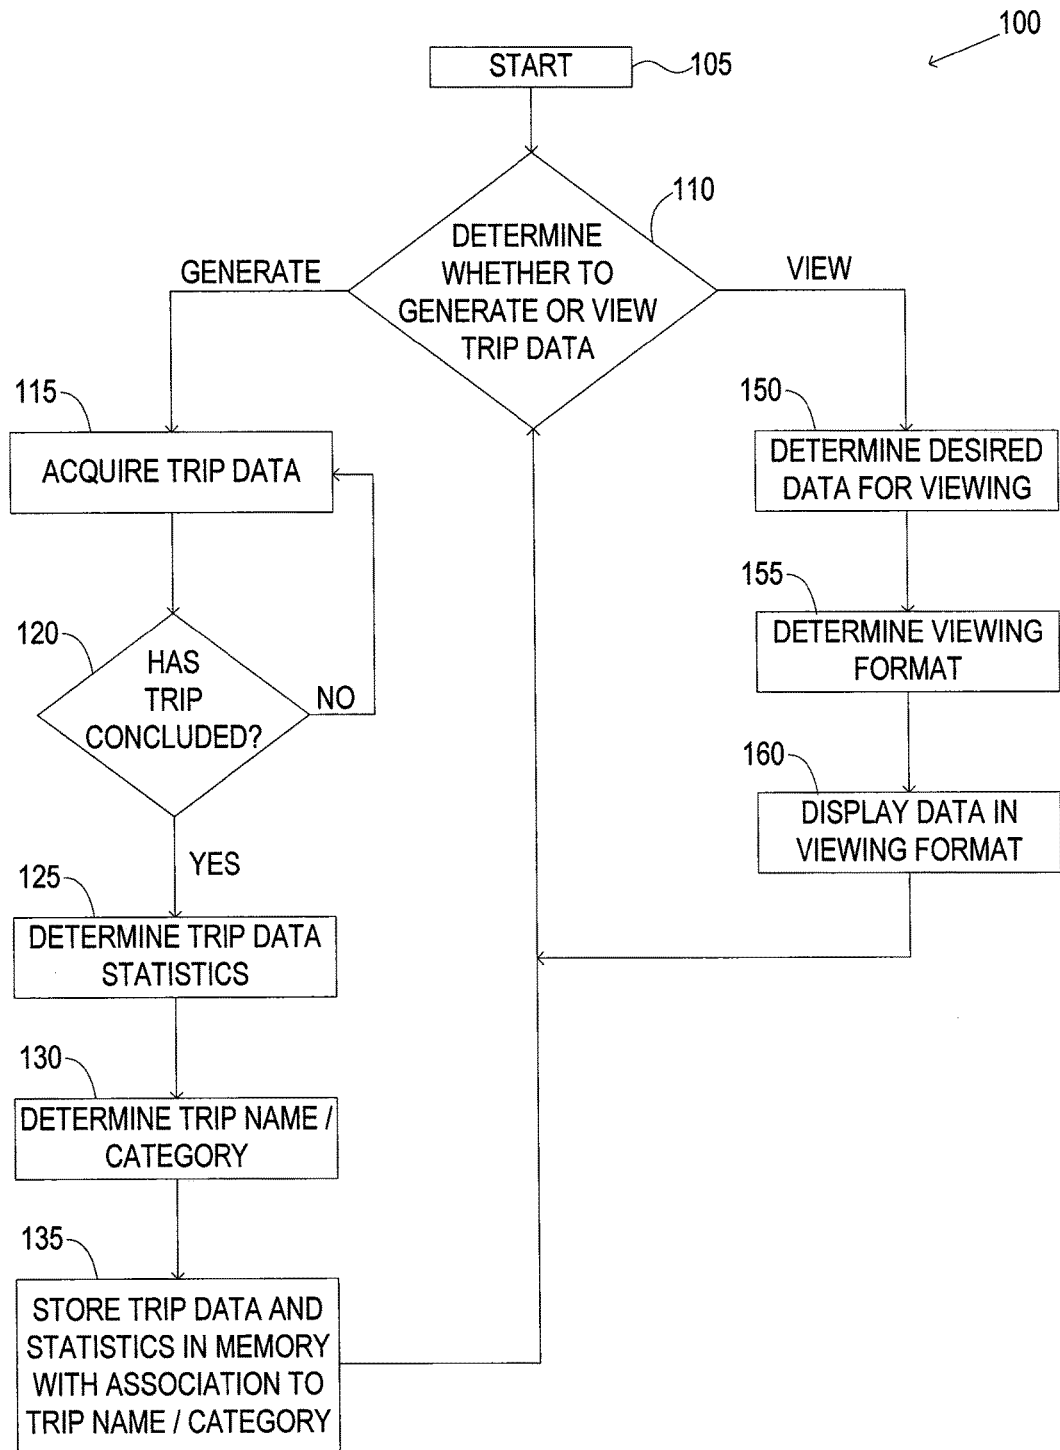 100
START
105
110
DETERMINE
WHETHER TO
GENERATE OR VIEW
TRIP DATA
GENERATE
VIEW
115
ACQUIRE TRIP DATA
120
HAS
TRIP
CONCLUDED?
NO
YES
125
DETERMINE TRIP DATA
STATISTICS
130
DETERMINE TRIP NAME /
CATEGORY
135
STORE TRIP DATA AND
STATISTICS IN MEMORY
WITH ASSOCIATION TO
TRIP NAME / CATEGORY
150
DETERMINE DESIRED
DATA FOR VIEWING
155
DETERMINE VIEWING
FORMAT
160
DISPLAY DATA IN
VIEWING FORMAT